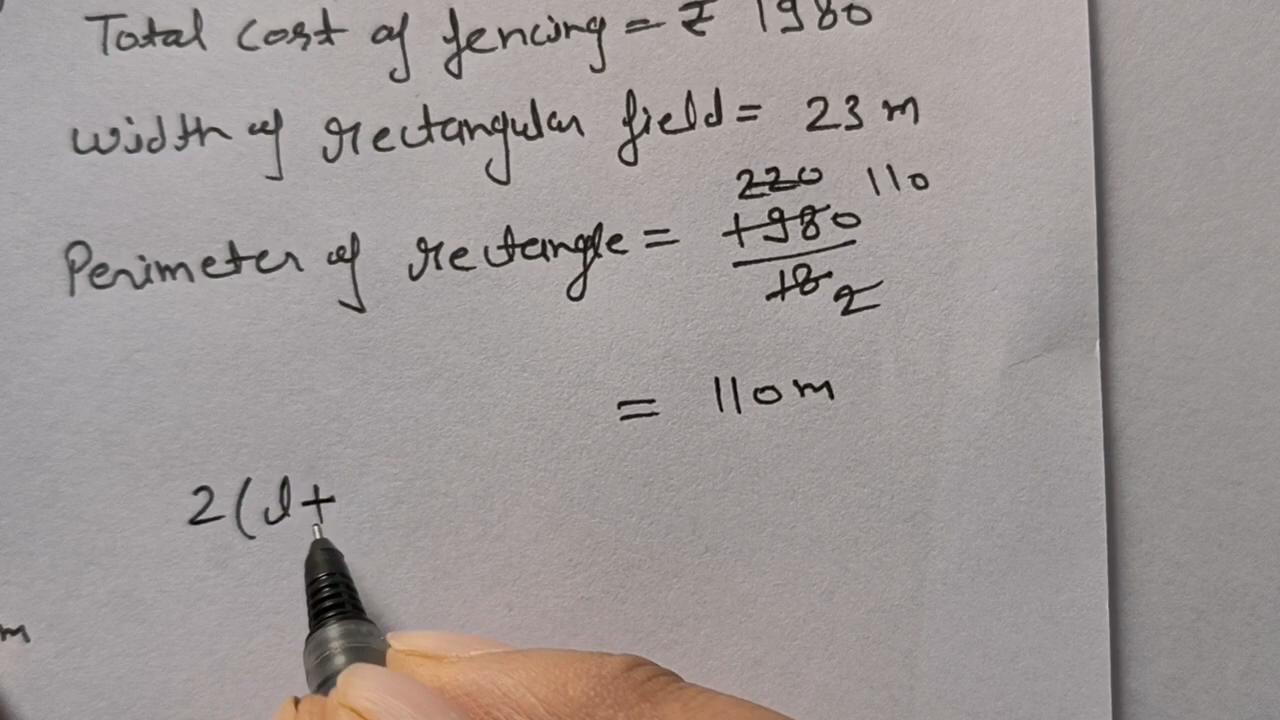 Total cost of fencing = ₹ 1980
width of rectangular field = 23 m
220 110
Perimeter of rectangle = 1980
18 2
= 110 m
2(l+
m